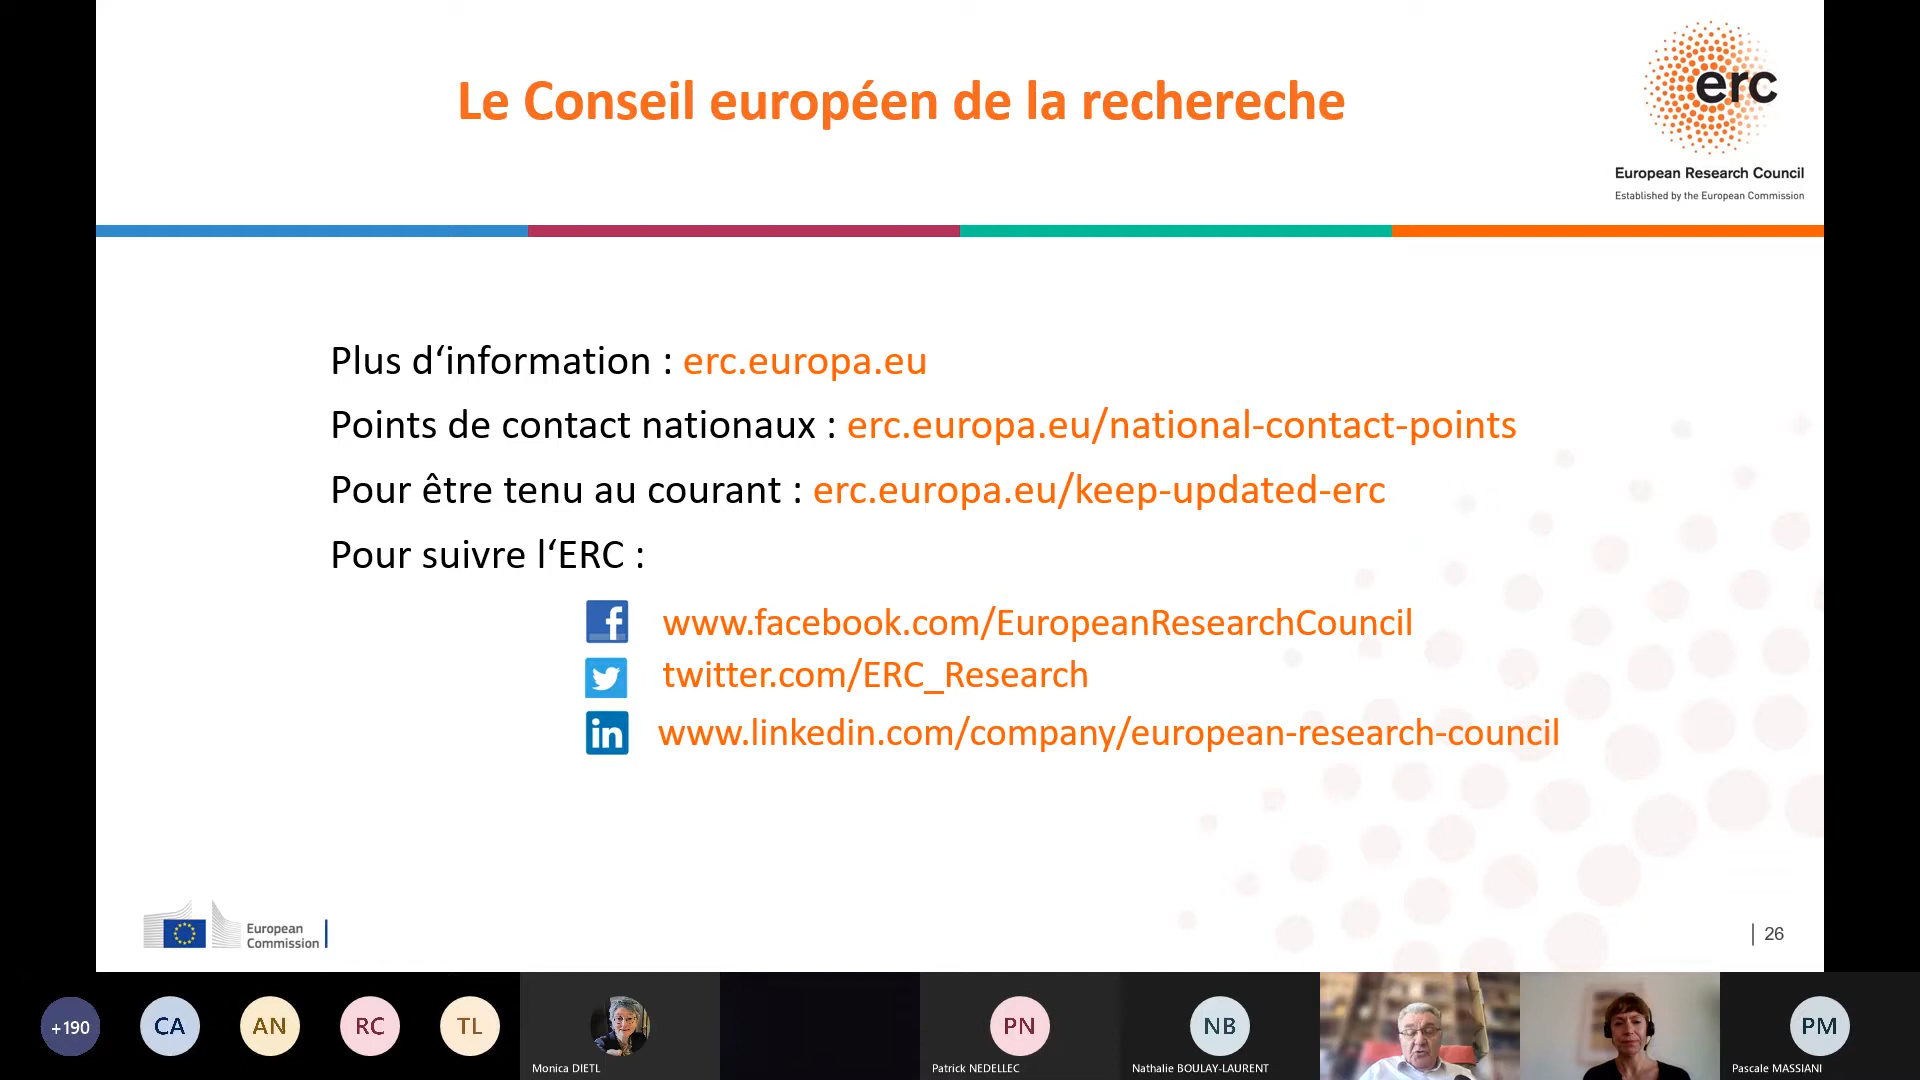 Le Conseil européen de la rechereche
erc
European Research Council
Established by the European Commission
Plus d‘information : erc.europa.eu
Points de contact nationaux : erc.europa.eu/national-contact-points
Pour être tenu au courant : erc.europa.eu/keep-updated-erc
Pour suivre l‘ERC :
f www.facebook.com/EuropeanResearchCouncil
twitter.com/ERC_Research
in www.linkedin.com/company/european-research-council
European
Commission
26
+190
CA
AN
RC
TL
PN
NB
PM
Monica DIETL
Patrick NEDELLEC
Nathalie BOULAY-LAURENT
Pascale MASSIANI